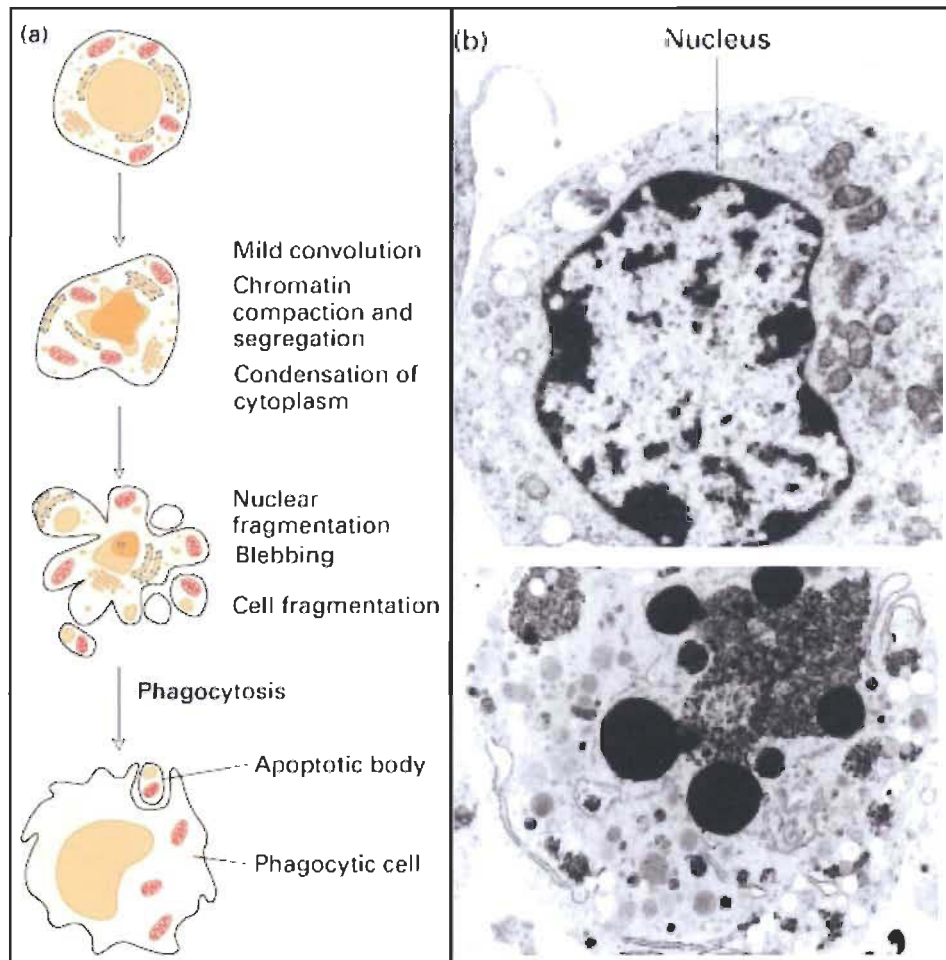 (a)
Mild convolution
Chromatin
compaction and
segregation
Condensation of
cytoplasm
Nuclear
fragmentation
Blebbing
Cell fragmentation
Phagocytosis
Apoptotic body
Phagocytic cell
(b)
Nucleus